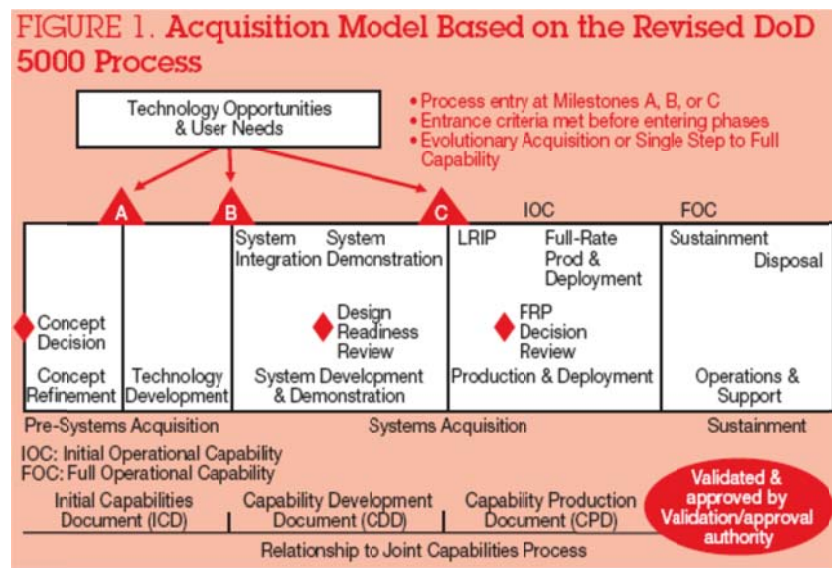 FIGURE 1. Acquisition Model Based on the Revised DoD
5000 Process
Technology Opportunities
& User Needs
• Process entry at Milestones A, B, or C
• Entrance criteria met before entering phases
• Evolutionary Acquisition or Single Step to Full
Capability
A
B
C
IOC
FOC
System
Integration
System
Demonstration
LRIP
Full-Rate
Prod &
Deployment
Sustainment
Disposal
Concept
Decision
Design
Readiness
Review
FRP
Decision
Review
Concept
Refinement
Technology
Development
System Development
& Demonstration
Production & Deployment
Operations &
Support
Pre-Systems Acquisition
Systems Acquisition
Sustainment
IOC: Initial Operational Capability
FOC: Full Operational Capability
Initial Capabilities
Document (ICD)
Capability Development
Document (CDD)
Capability Production
Document (CPD)
Validated &
approved by
Validation/approval
authority
Relationship to Joint Capabilities Process